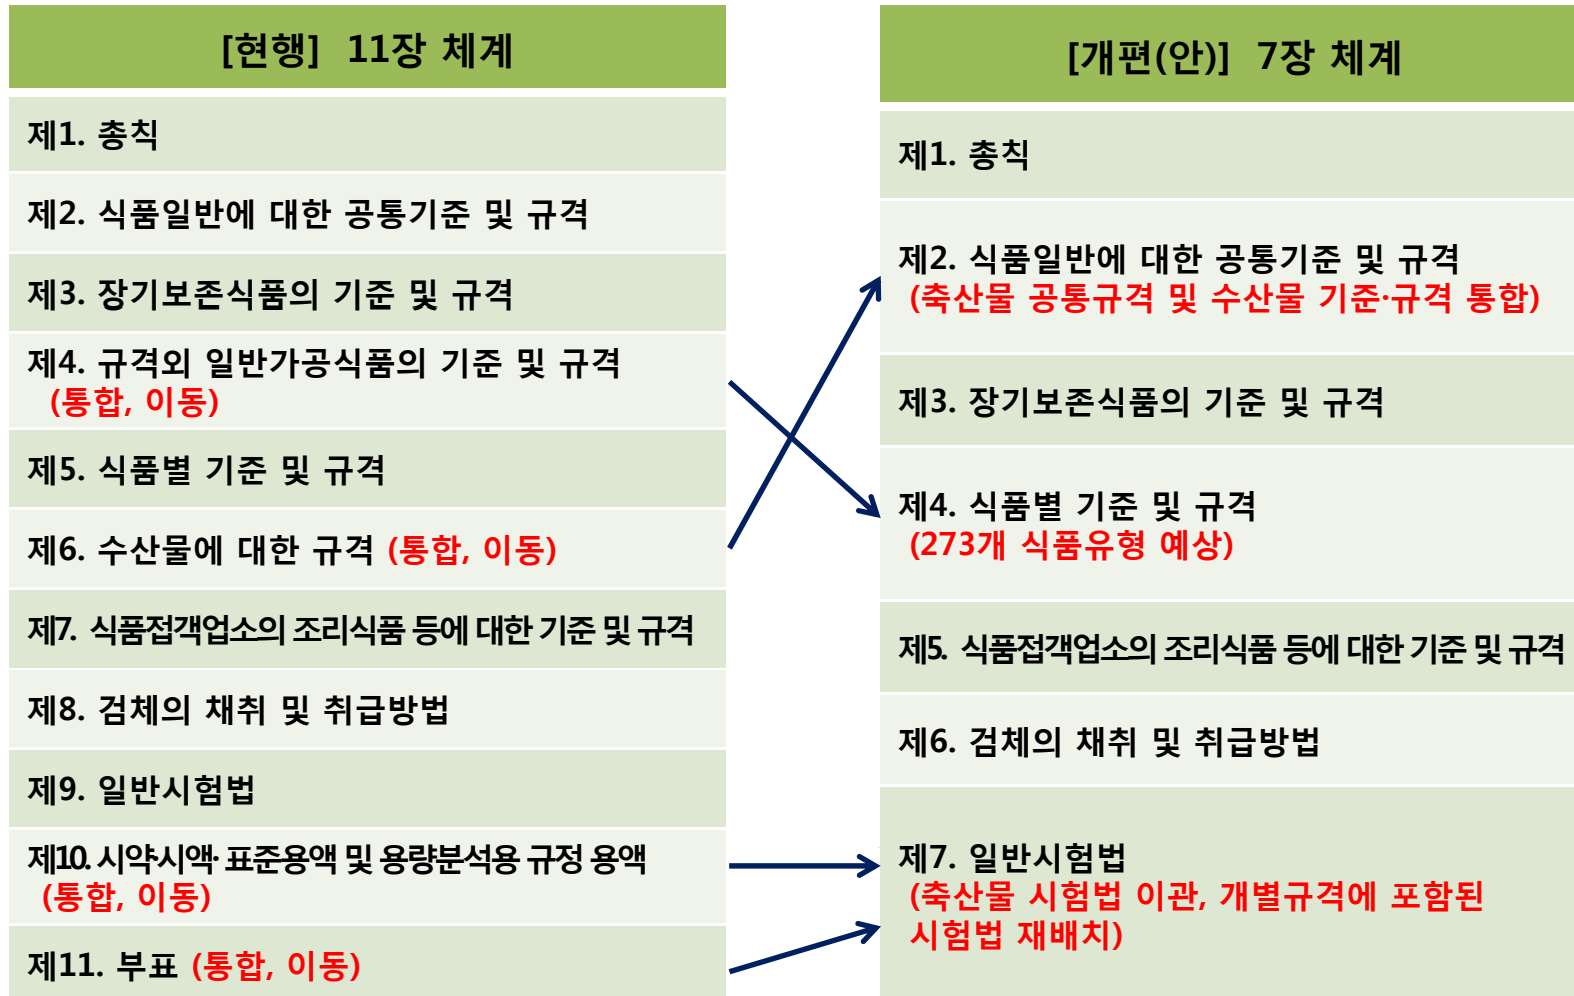 [현행] 11장 체계
제1. 총칙
제2. 식품일반에 대한 공통기준 및 규격
제3. 장기보존식품의 기준 및 규격
제4. 규격외 일반가공식품의 기준 및 규격
(통합, 이동)
제5. 식품별 기준 및 규격
제6. 수산물에 대한 규격 (통합, 이동)
제7. 식품접객업소의 조리식품 등에 대한 기준 및 규격
제8. 검체의 채취 및 취급방법
제9. 일반시험법
제10. 시약·시액· 표준용액 및 용량분석용 규정 용액
(통합, 이동)
제11. 부표 (통합, 이동)
[개편(안)] 7장 체계
제1. 총칙
제2. 식품일반에 대한 공통기준 및 규격
(축산물 공통규격 및 수산물 기준·규격 통합)
제3. 장기보존식품의 기준 및 규격
제4. 식품별 기준 및 규격
(273개 식품유형 예상)
제5. 식품접객업소의 조리식품 등에 대한 기준 및 규격
제6. 검체의 채취 및 취급방법
제7. 일반시험법
(축산물 시험법 이관, 개별규격에 포함된
시험법 재배치)